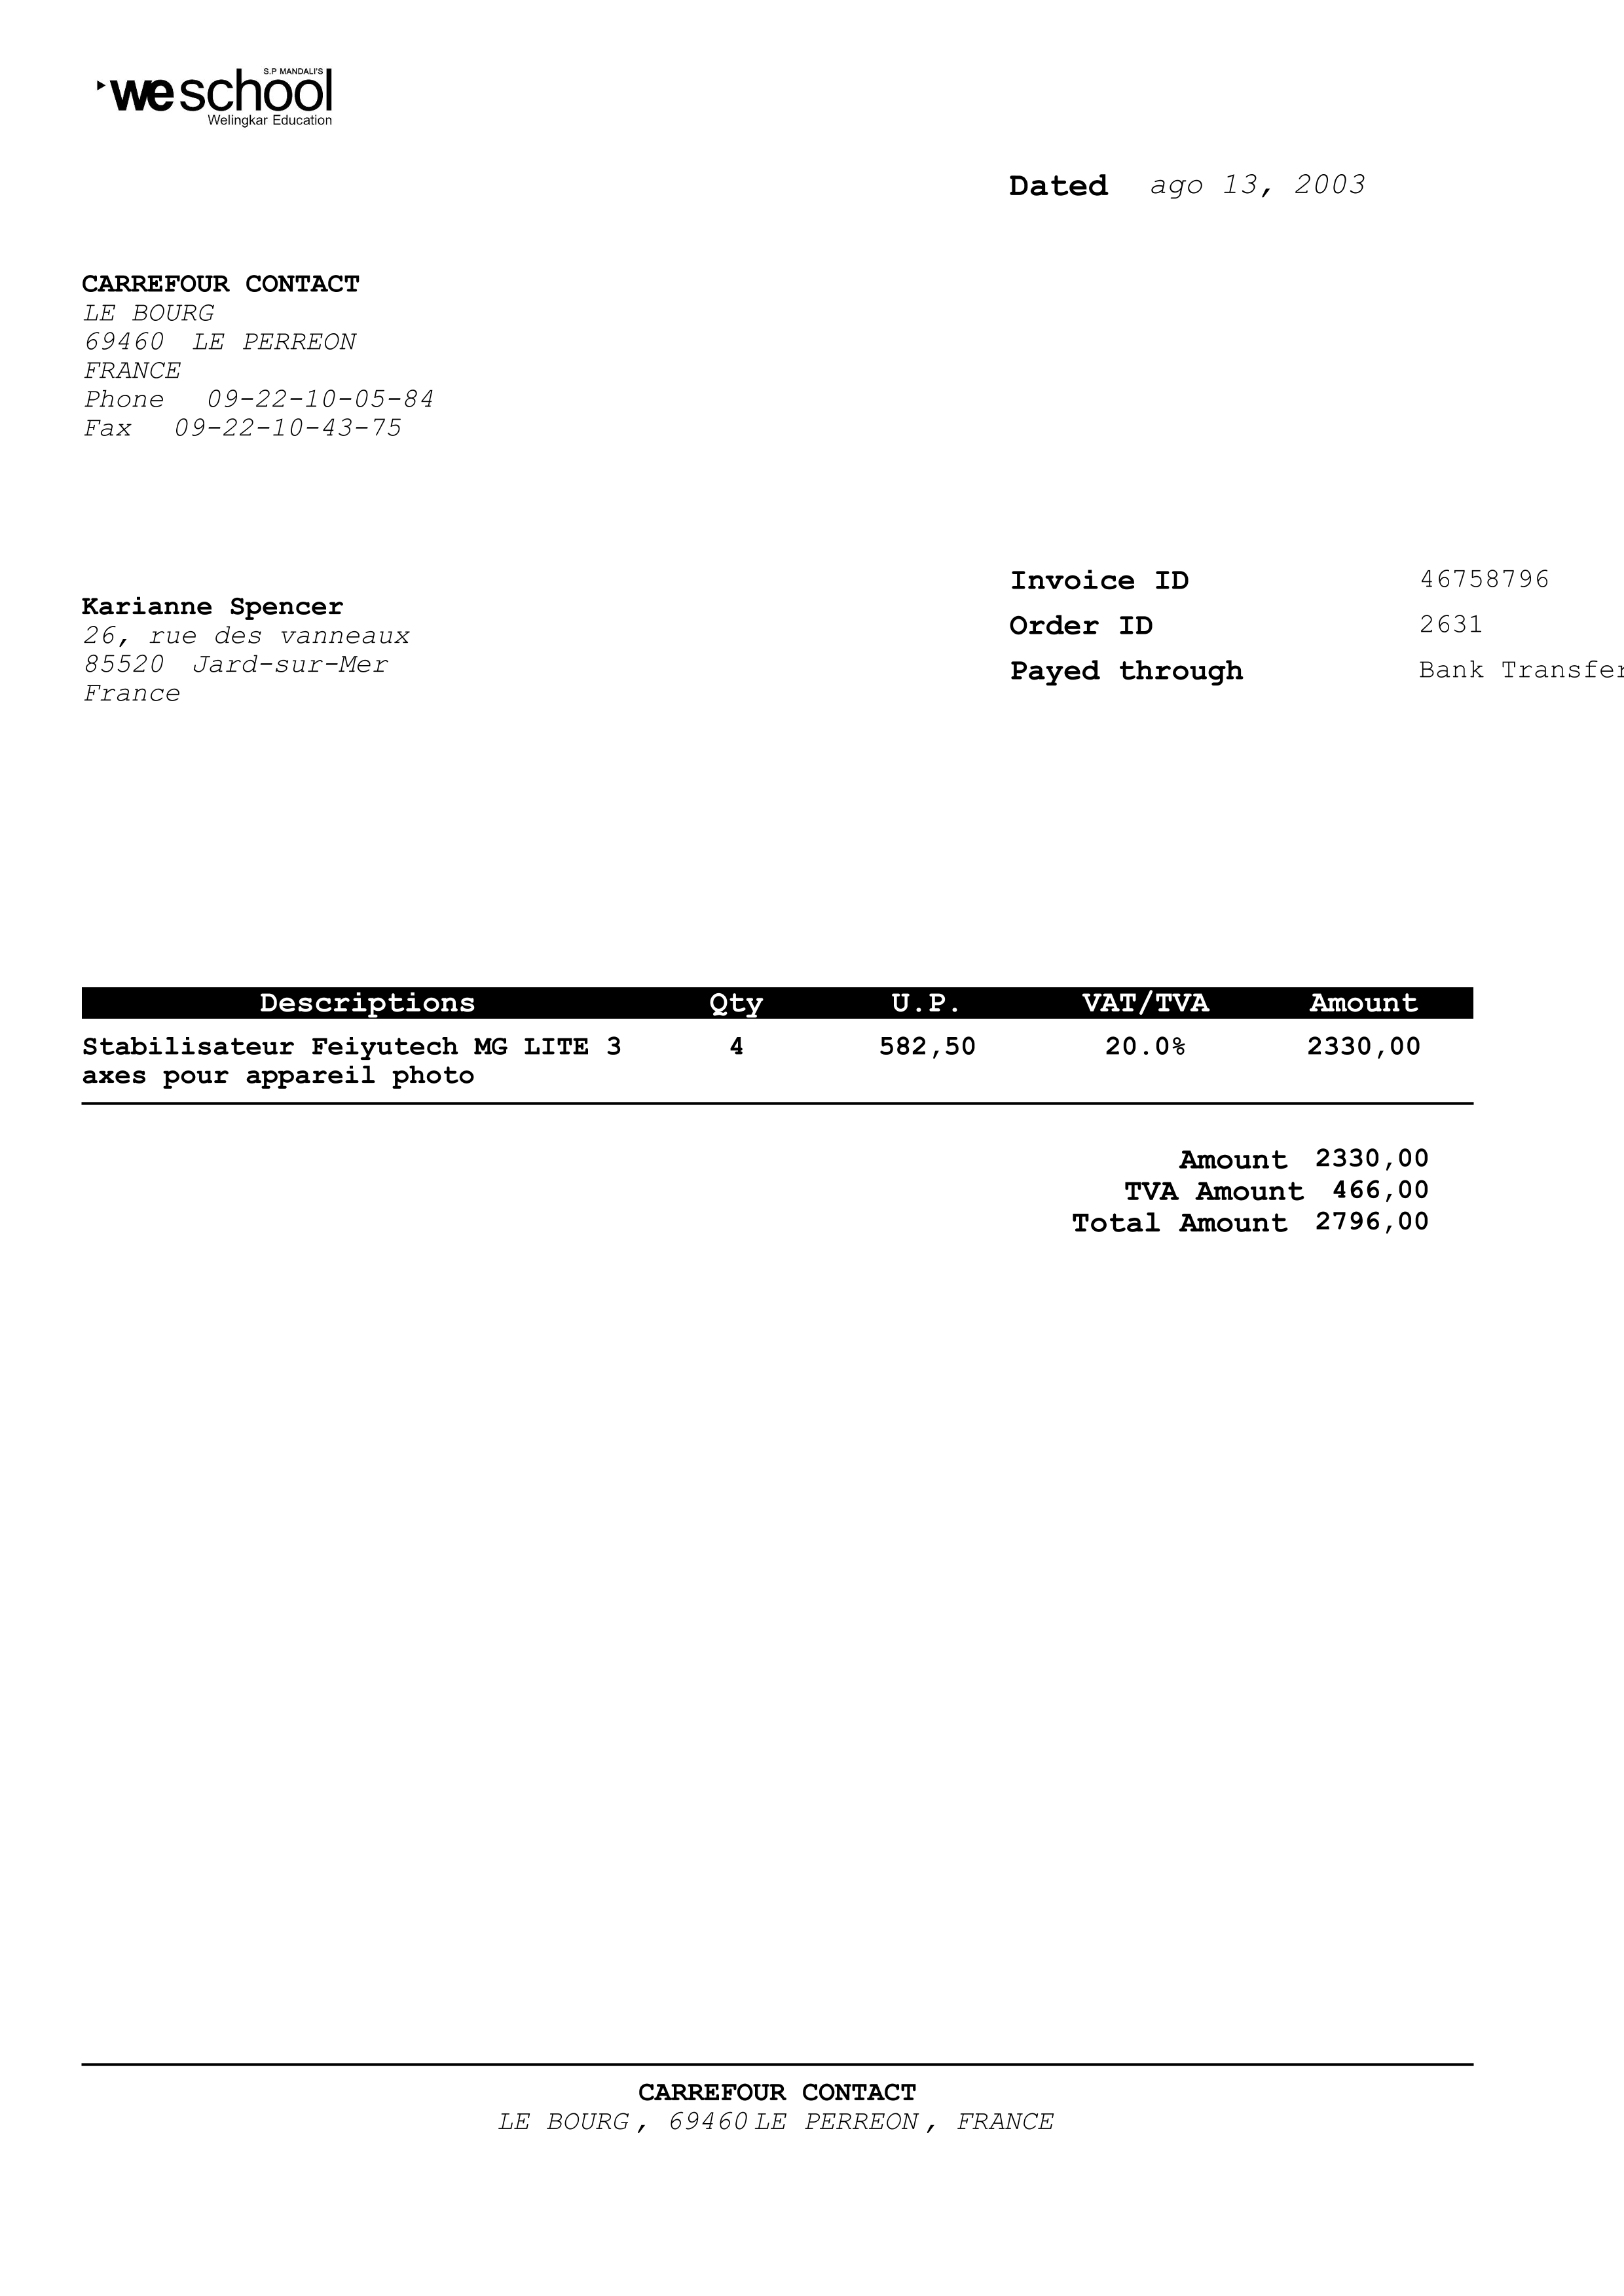 S.P MANDALI'S
weschool
Welingkar Education
Dated ago 13, 2003
CARREFOUR CONTACT
LE BOURG
69460 LE PERREON
FRANCE
Phone 09-22-10-05-84
Fax 09-22-10-43-75
Invoice ID 46758796
Karianne Spencer
26, rue des vanneaux
Order ID 2631
85520 Jard-sur-Mer
Payed through Bank Transfer
France
Descriptions Qty U.P. VAT/TVA Amount
Stabilisateur Feiyutech MG LITE 3 4 582,50 20.0% 2330,00
axes pour appareil photo
Amount 2330,00
TVA Amount 466,00
Total Amount 2796,00
CARREFOUR CONTACT
LE BOURG, 69460 LE PERREON, FRANCE